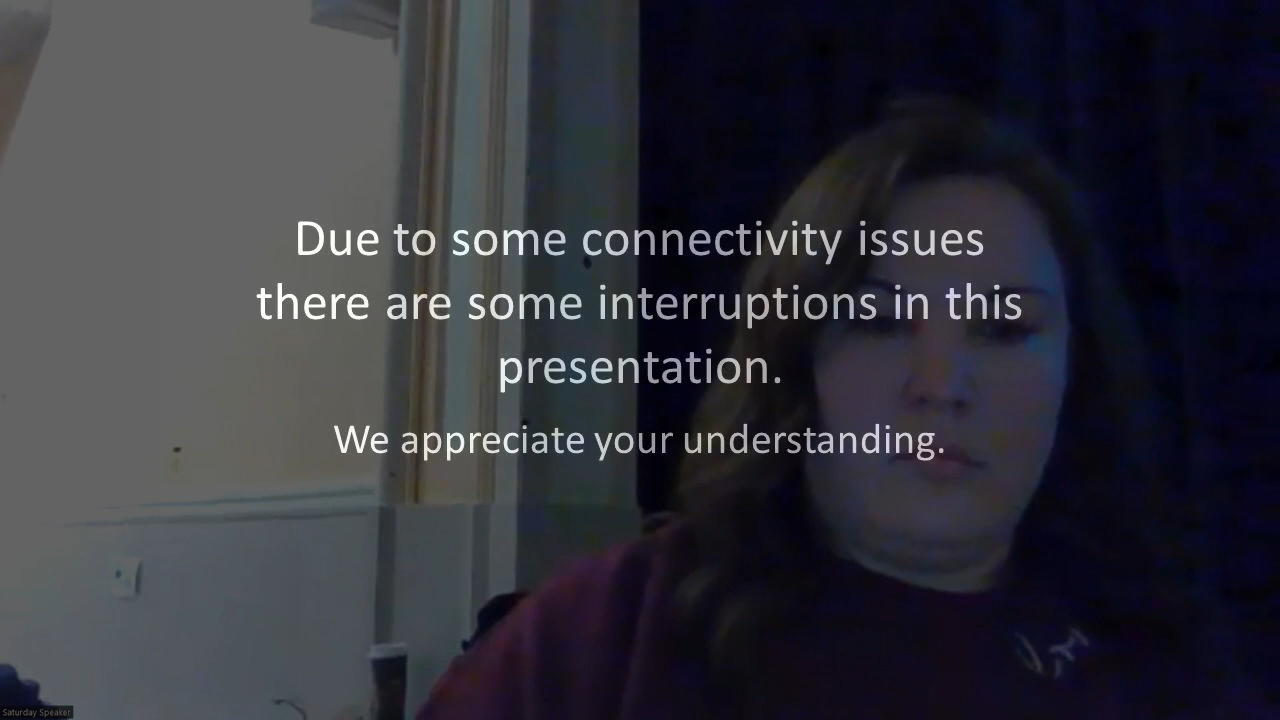 Due to some connectivity issues
there are some interruptions in this
presentation.
We appreciate your understanding.
Saturday Speaker